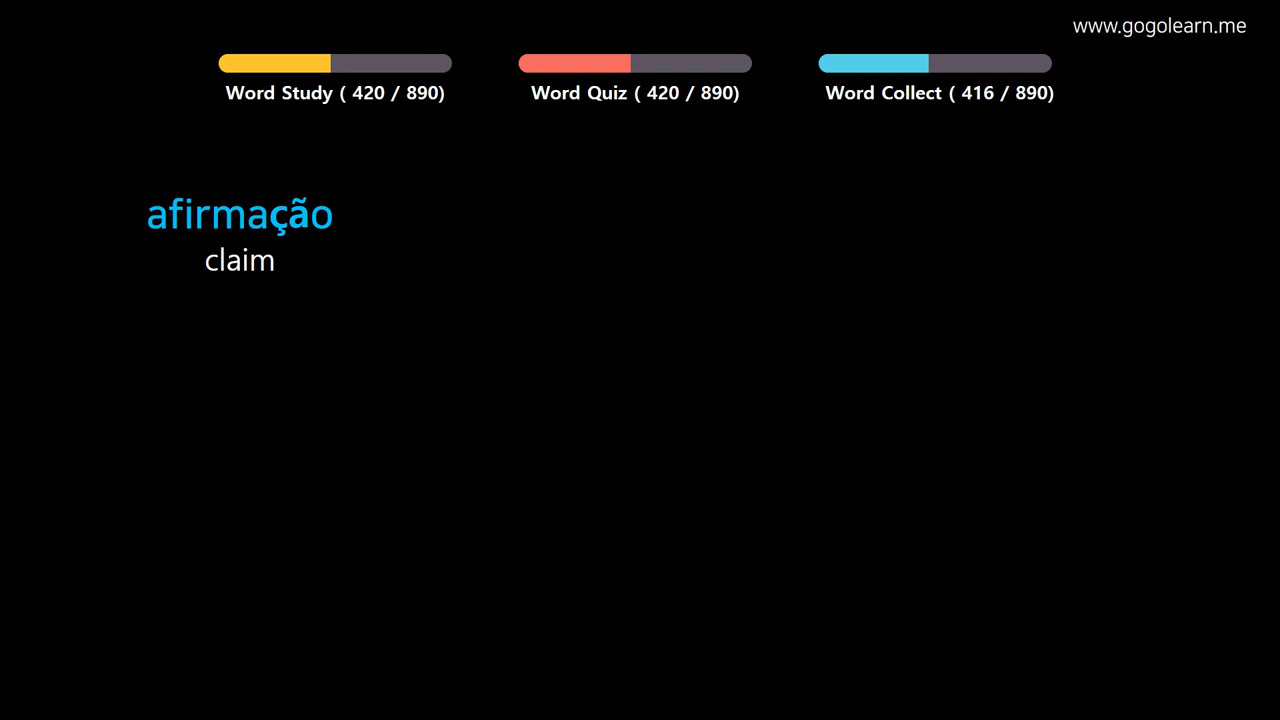 www.gogolearn.me
Word Study ( 420 / 890)
Word Quiz ( 420 / 890)
Word Collect ( 416 / 890)
afirmação
claim